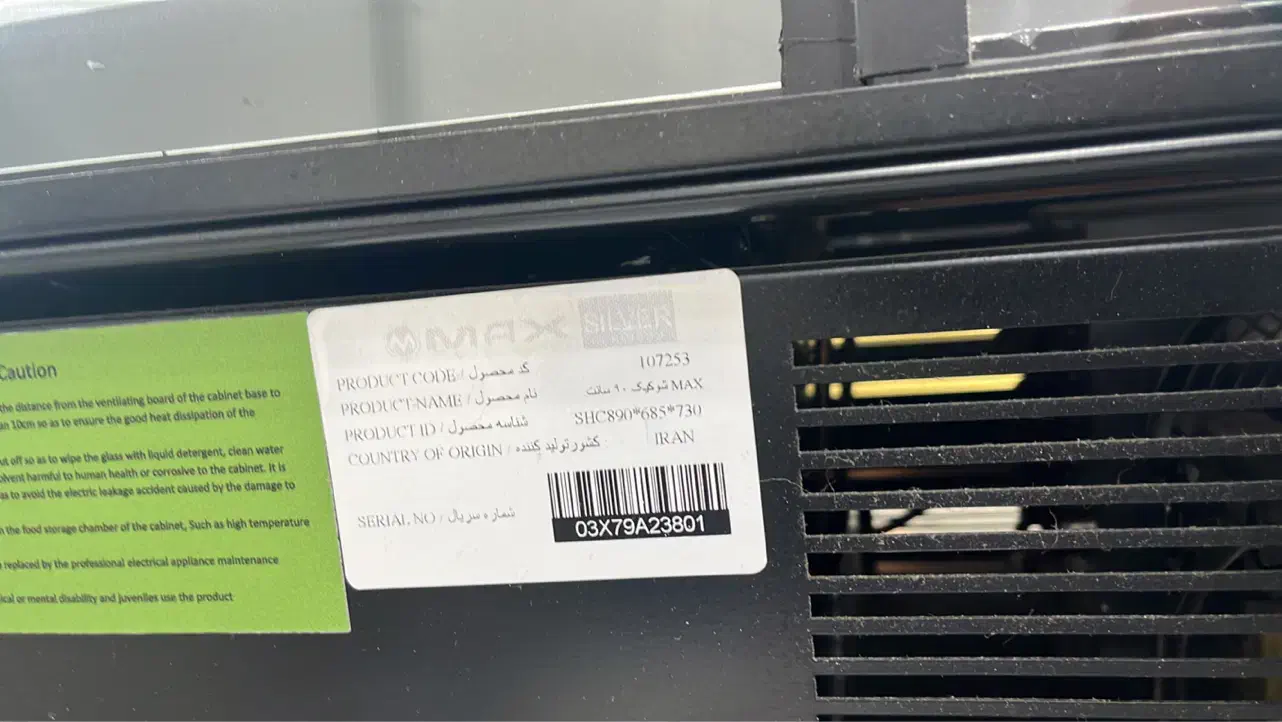 Caution
the distance from the ventilating board of the cabinet base to
an 10cm so as to ensure the good heat dissipation of the
ut off so as to wipe the glass with liquid detergent, clean water
olvent harmful to human health or corrosive to the cabinet. It is
as to avoid the electric leakage accident caused by the damage to
n the food storage chamber of the cabinet, Such as high temperature
replaced by the professional electrical appliance maintenance
ical or mental disability and juveniles use the product
MAX SILVER
PRODUCT CODE / کد محصول 107253
PRODUCT NAME / نام محصول شوکیک ۹۰ سانت MAX
PRODUCT ID / شناسه محصول SHC890*685*730
COUNTRY OF ORIGIN / کشور تولید کننده IRAN
SERIAL NO / شماره سریال
03X79A23801